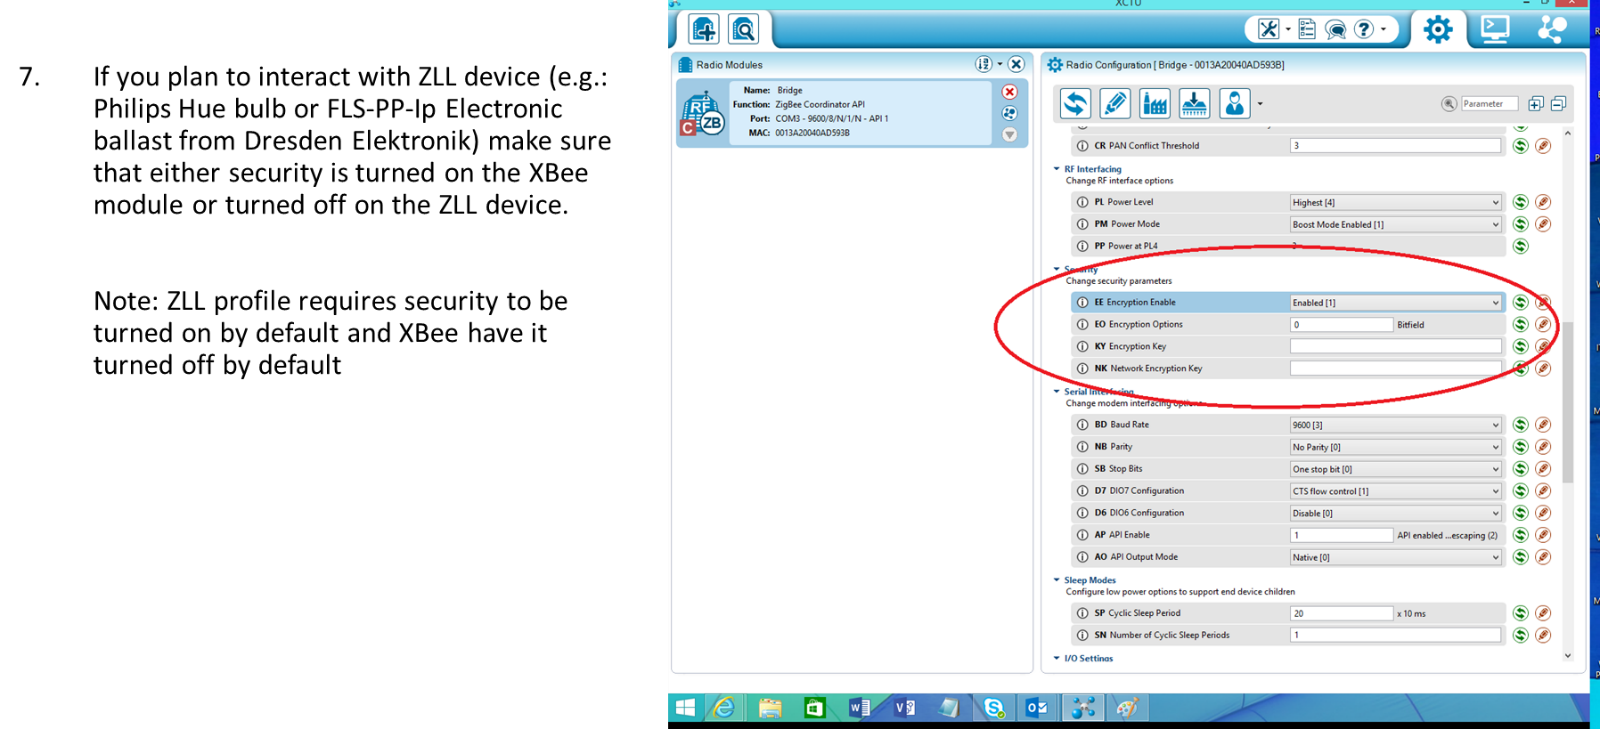 7. If you plan to interact with ZLL device (e.g.:
Philips Hue bulb or FLS-PP-Ip Electronic
ballast from Dresden Elektronik) make sure
that either security is turned on the XBee
module or turned off on the ZLL device.
Note: ZLL profile requires security to be
turned on by default and XBee have it
turned off by default
XCTU
Radio Modules
Name: Bridge
Function: ZigBee Coordinator API
Port: COM3 - 9600/8/N/1/N - API 1
MAC: 0013A20040AD593B
RF
ZB
C
Radio Configuration [ Bridge - 0013A20040AD593B]
Parameter
CR PAN Conflict Threshold 3
RF Interfacing
Change RF interface options
PL Power Level Highest [4]
PM Power Mode Boost Mode Enabled [1]
PP Power at PL4 3
Security
Change security parameters
EE Encryption Enable Enabled [1]
EO Encryption Options 0 Bitfield
KY Encryption Key
NK Network Encryption Key
Serial Interfacing
Change modem interfacing options
BD Baud Rate 9600 [3]
NB Parity No Parity [0]
SB Stop Bits One stop bit [0]
D7 DIO7 Configuration CTS flow control [1]
D6 DIO6 Configuration Disable [0]
AP API Enable 1 API enabled ...escaping (2)
AO API Output Mode Native [0]
Sleep Modes
Configure low power options to support end device children
SP Cyclic Sleep Period 20 x 10 ms
SN Number of Cyclic Sleep Periods 1
I/O Settings